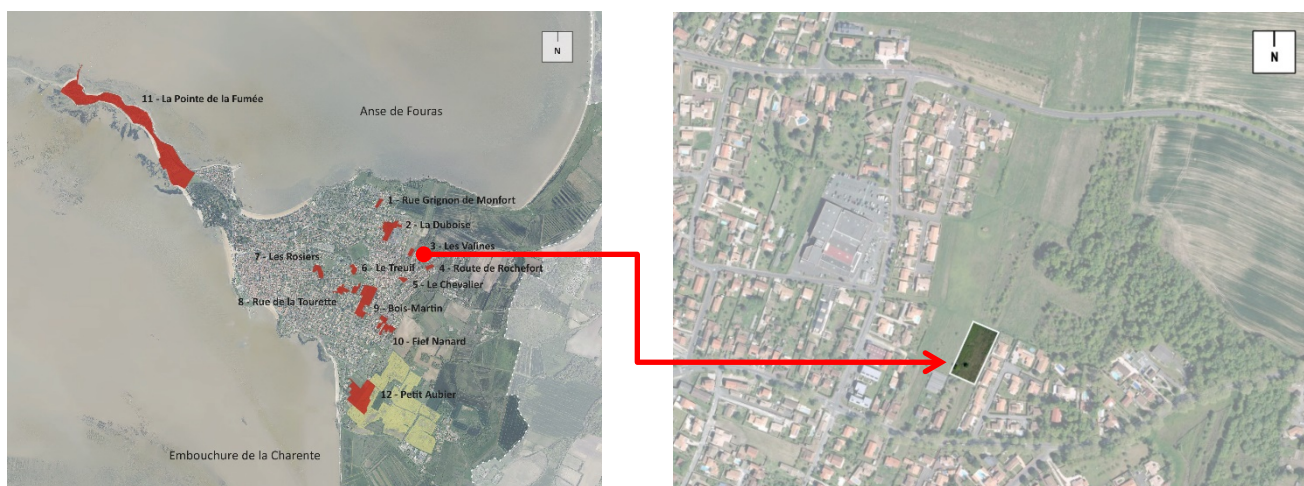 N
11 - La Pointe de la Fumée
Anse de Fouras
1 - Rue Grignon de Monfort
2 - La Duboise
3 - Les Valines
7 - Les Rosiers
6 - Le Treuil
4 - Route de Rochefort
5 - Le Chevalier
8 - Rue de la Tourette
9 - Bois-Martin
10 - Fief Nanard
12 - Petit Aubier
Embouchure de la Charente
N